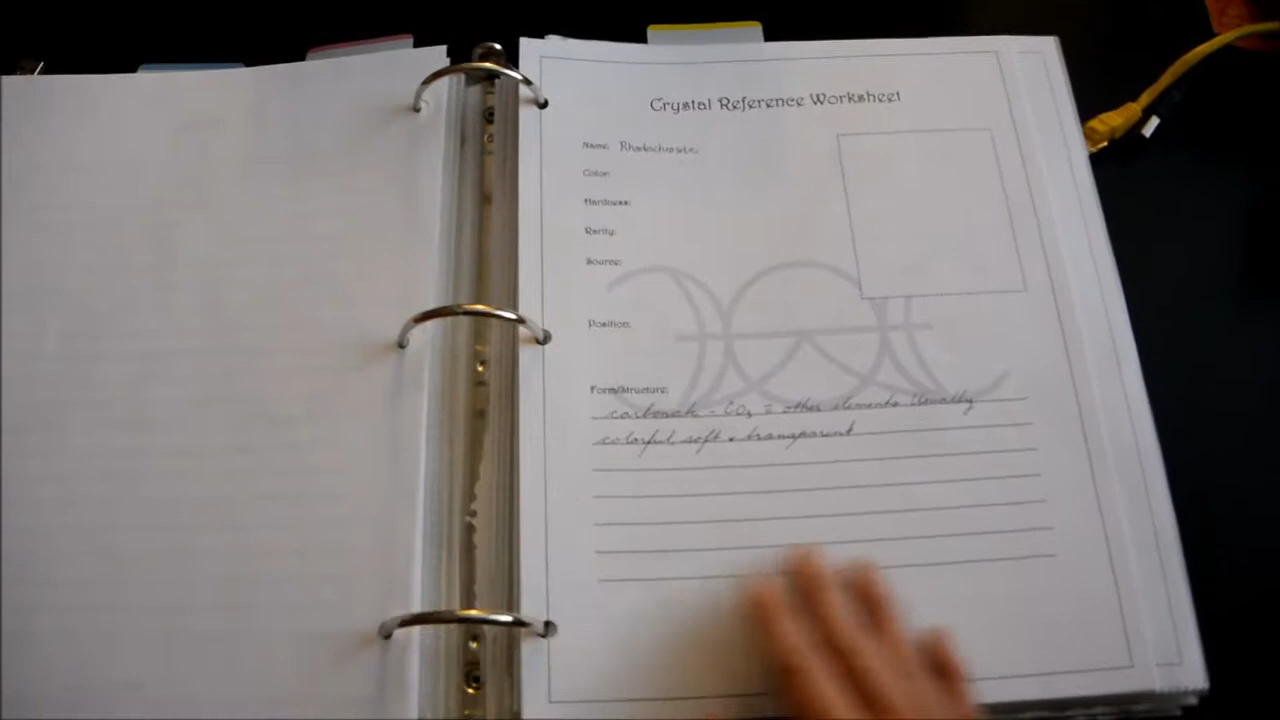 Crystal Reference Worksheet
Name: Rhodochrosite
Color:
Hardness:
Rarity:
Source:
Position:
Form/Structure:
carbonate - CO3 = other elements. Usually
colorful, soft + transparent